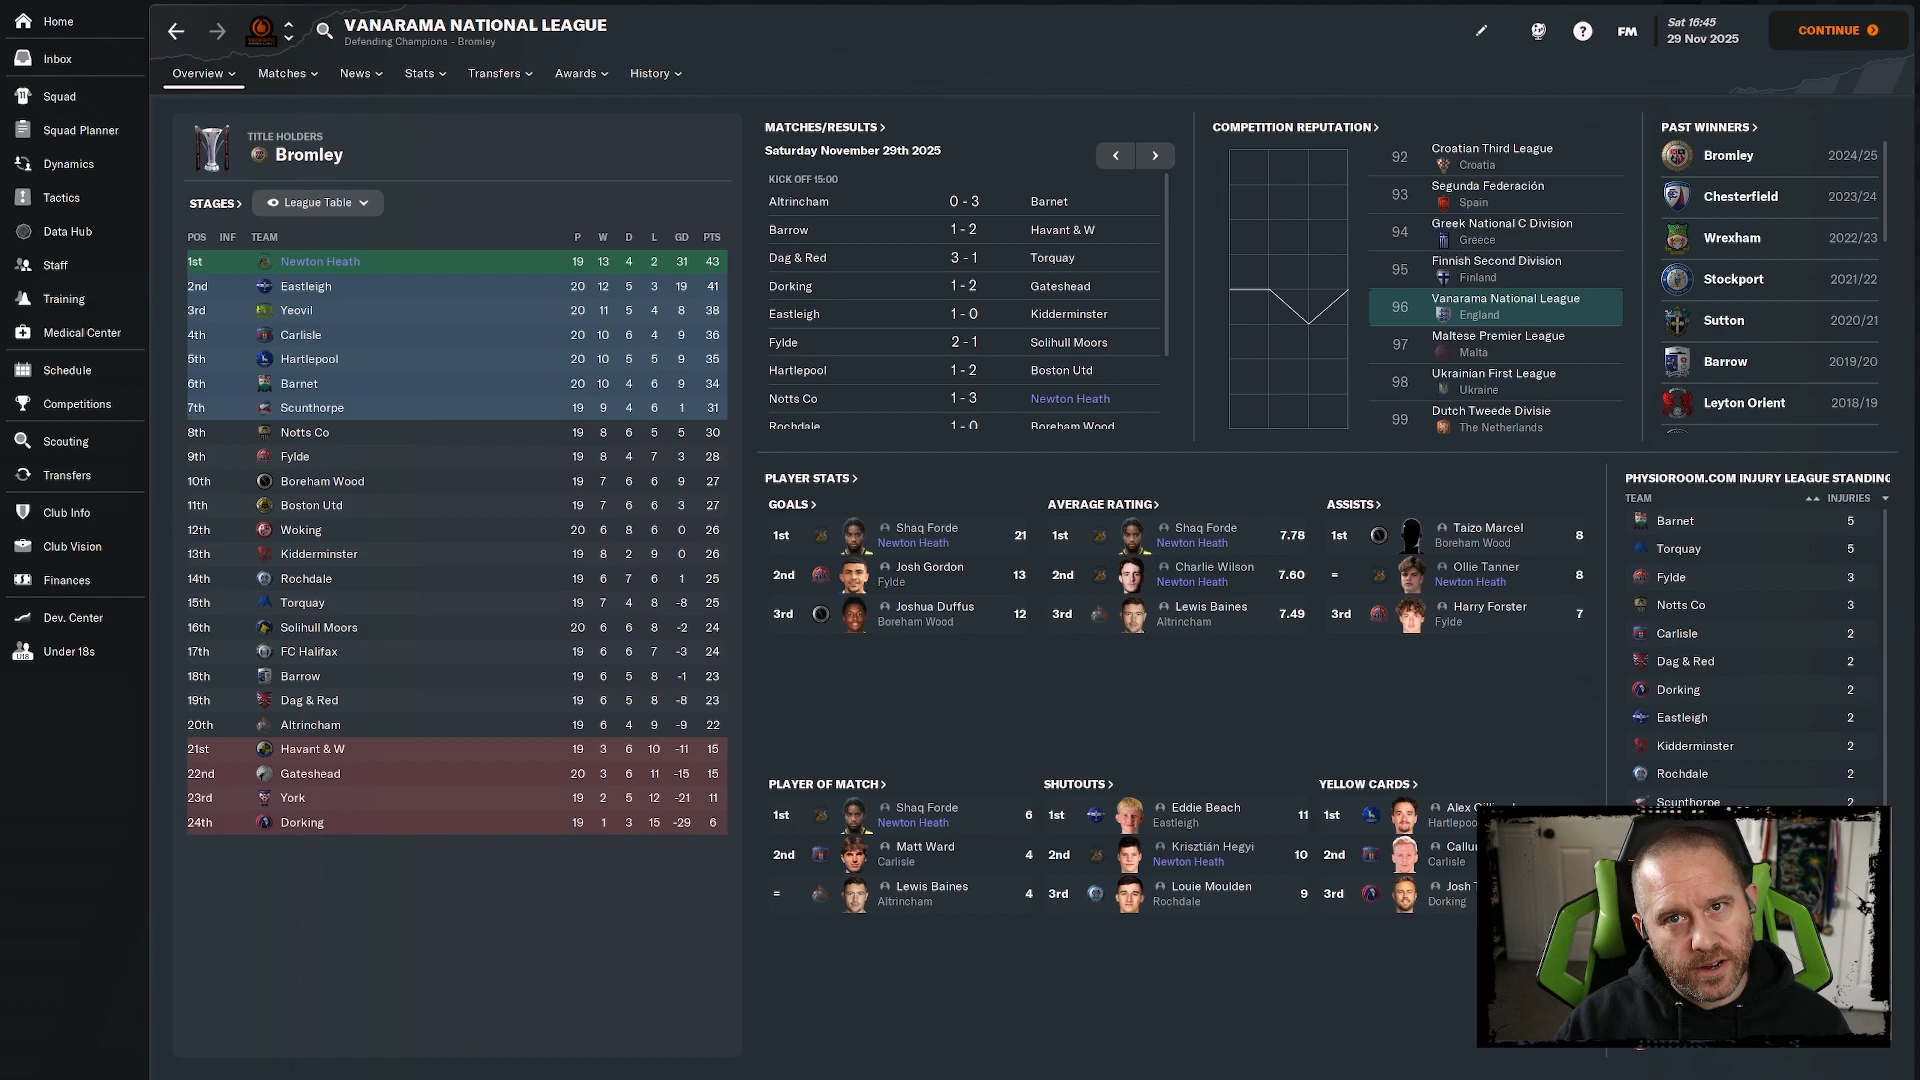 Home
Inbox
Squad
Squad Planner
Dynamics
Tactics
Data Hub
Staff
Training
Medical Center
Schedule
Competitions
Scouting
Transfers
Club Info
Club Vision
Finances
Dev. Center
Under 18s
VANARAMA NATIONAL LEAGUE
Defending Champions - Bromley
FM
Sat 16:45
29 Nov 2025
CONTINUE
Overview
Matches
News
Stats
Transfers
Awards
History
TITLE HOLDERS
Bromley
STAGES>
League Table
POS INF TEAM P W D L GD PTS
1st Newton Heath 19 13 4 2 31 43
2nd Eastleigh 20 12 5 3 19 41
3rd Yeovil 20 11 5 4 8 38
4th Carlisle 20 10 6 4 9 36
5th Hartlepool 20 10 5 5 9 35
6th Barnet 20 10 4 6 9 34
7th Scunthorpe 19 9 4 6 1 31
8th Notts Co 19 8 6 5 5 30
9th Fylde 19 8 4 7 3 28
10th Boreham Wood 19 7 6 6 9 27
11th Boston Utd 19 7 6 6 3 27
12th Woking 20 6 8 6 0 26
13th Kidderminster 19 8 2 9 0 26
14th Rochdale 19 6 7 6 1 25
15th Torquay 19 7 4 8 -8 25
16th Solihull Moors 20 6 6 8 -2 24
17th FC Halifax 19 6 6 7 -3 24
18th Barrow 19 6 5 8 -1 23
19th Dag & Red 19 6 5 8 -8 23
20th Altrincham 19 6 4 9 -9 22
21st Havant & W 19 3 6 10 -11 15
22nd Gateshead 20 3 6 11 -15 15
23rd York 19 2 5 12 -21 11
24th Dorking 19 1 3 15 -29 6
MATCHES/RESULTS>
Saturday November 29th 2025
KICK OFF 15:00
Altrincham 0 - 3 Barnet
Barrow 1 - 2 Havant & W
Dag & Red 3 - 1 Torquay
Dorking 1 - 2 Gateshead
Eastleigh 1 - 0 Kidderminster
Fylde 2 - 1 Solihull Moors
Hartlepool 1 - 2 Boston Utd
Notts Co 1 - 3 Newton Heath
Rochdale 1 - 0 Boreham Wood
COMPETITION REPUTATION>
92 Croatian Third League
Croatia
93 Segunda Federación
Spain
94 Greek National C Division
Greece
95 Finnish Second Division
Finland
96 Vanarama National League
England
97 Maltese Premier League
Malta
98 Ukrainian First League
Ukraine
99 Dutch Tweede Divisie
The Netherlands
PAST WINNERS>
Bromley 2024/25
Chesterfield 2023/24
Wrexham 2022/23
Stockport 2021/22
Sutton 2020/21
Barrow 2019/20
Leyton Orient 2018/19
PLAYER STATS>
GOALS>
1st Shaq Forde 21
Newton Heath
2nd Josh Gordon 13
Fylde
3rd Joshua Duffus 12
Boreham Wood
AVERAGE RATING>
1st Shaq Forde 7.78
Newton Heath
2nd Charlie Wilson 7.60
Newton Heath
3rd Lewis Baines 7.49
Altrincham
ASSISTS>
1st Taizo Marcel 8
Boreham Wood
= Ollie Tanner 8
Newton Heath
3rd Harry Forster 7
Fylde
PLAYER OF MATCH>
1st Shaq Forde 6
Newton Heath
2nd Matt Ward 4
Carlisle
= Lewis Baines 4
Altrincham
SHUTOUTS>
1st Eddie Beach 11
Eastleigh
2nd Krisztián Hegyi 10
Newton Heath
3rd Louie Moulden 9
Rochdale
YELLOW CARDS>
1st Alex
Hartlepoo
2nd Callu
Carlisle
3rd Josh
Dorking
PHYSIOROOM.COM INJURY LEAGUE STANDING
TEAM INJURIES
Barnet 5
Torquay 5
Fylde 3
Notts Co 3
Carlisle 2
Dag & Red 2
Dorking 2
Eastleigh 2
Kidderminster 2
Rochdale 2
Scunthorpe 2